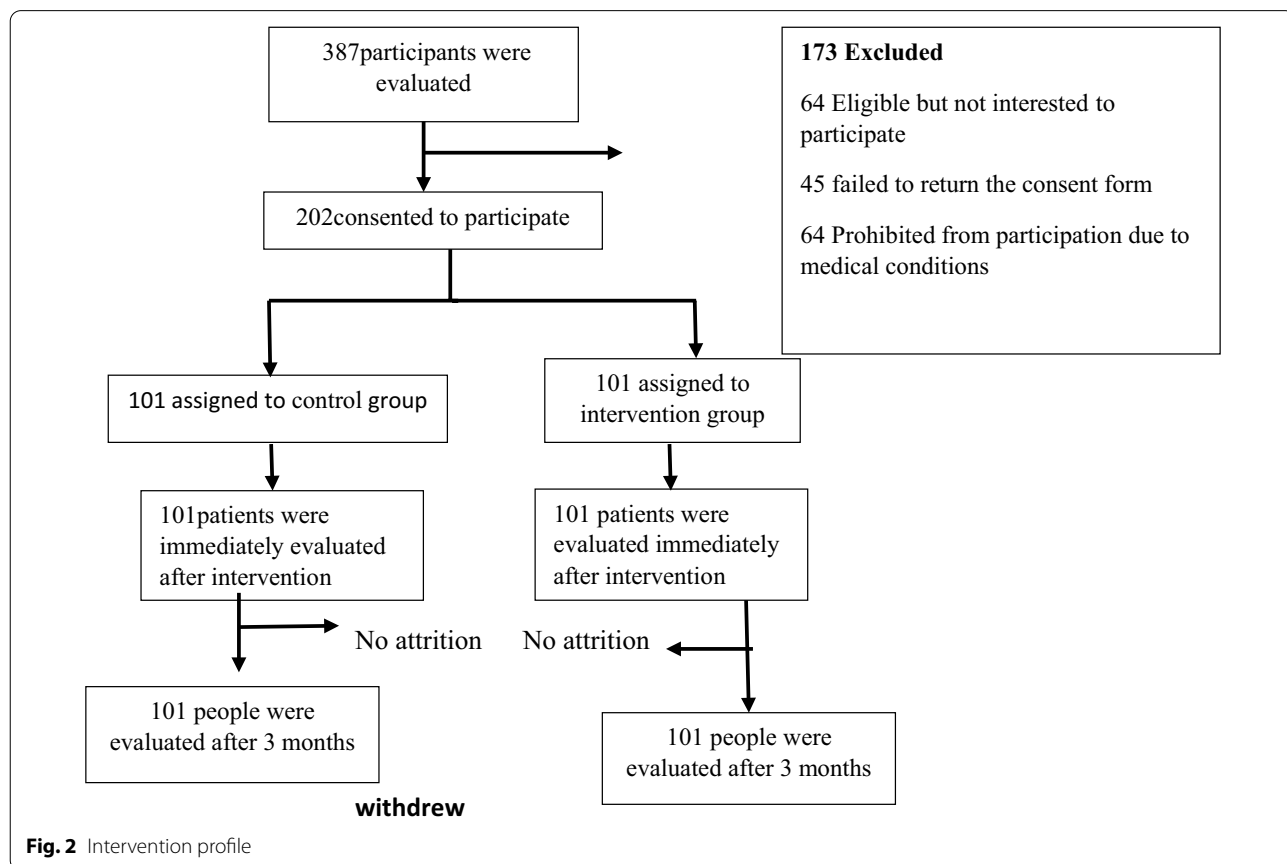 387participants were
evaluated
173 Excluded
64 Eligible but not interested to
participate
45 failed to return the consent form
64 Prohibited from participation due to
medical conditions
202consented to participate
101 assigned to control group
101 assigned to
intervention group
101patients were
immediately evaluated
after intervention
101 patients were
evaluated immediately
after intervention
No attrition
No attrition
101 people were
evaluated after 3 months
101 people were
evaluated after 3 months
withdrew
Fig. 2 Intervention profile